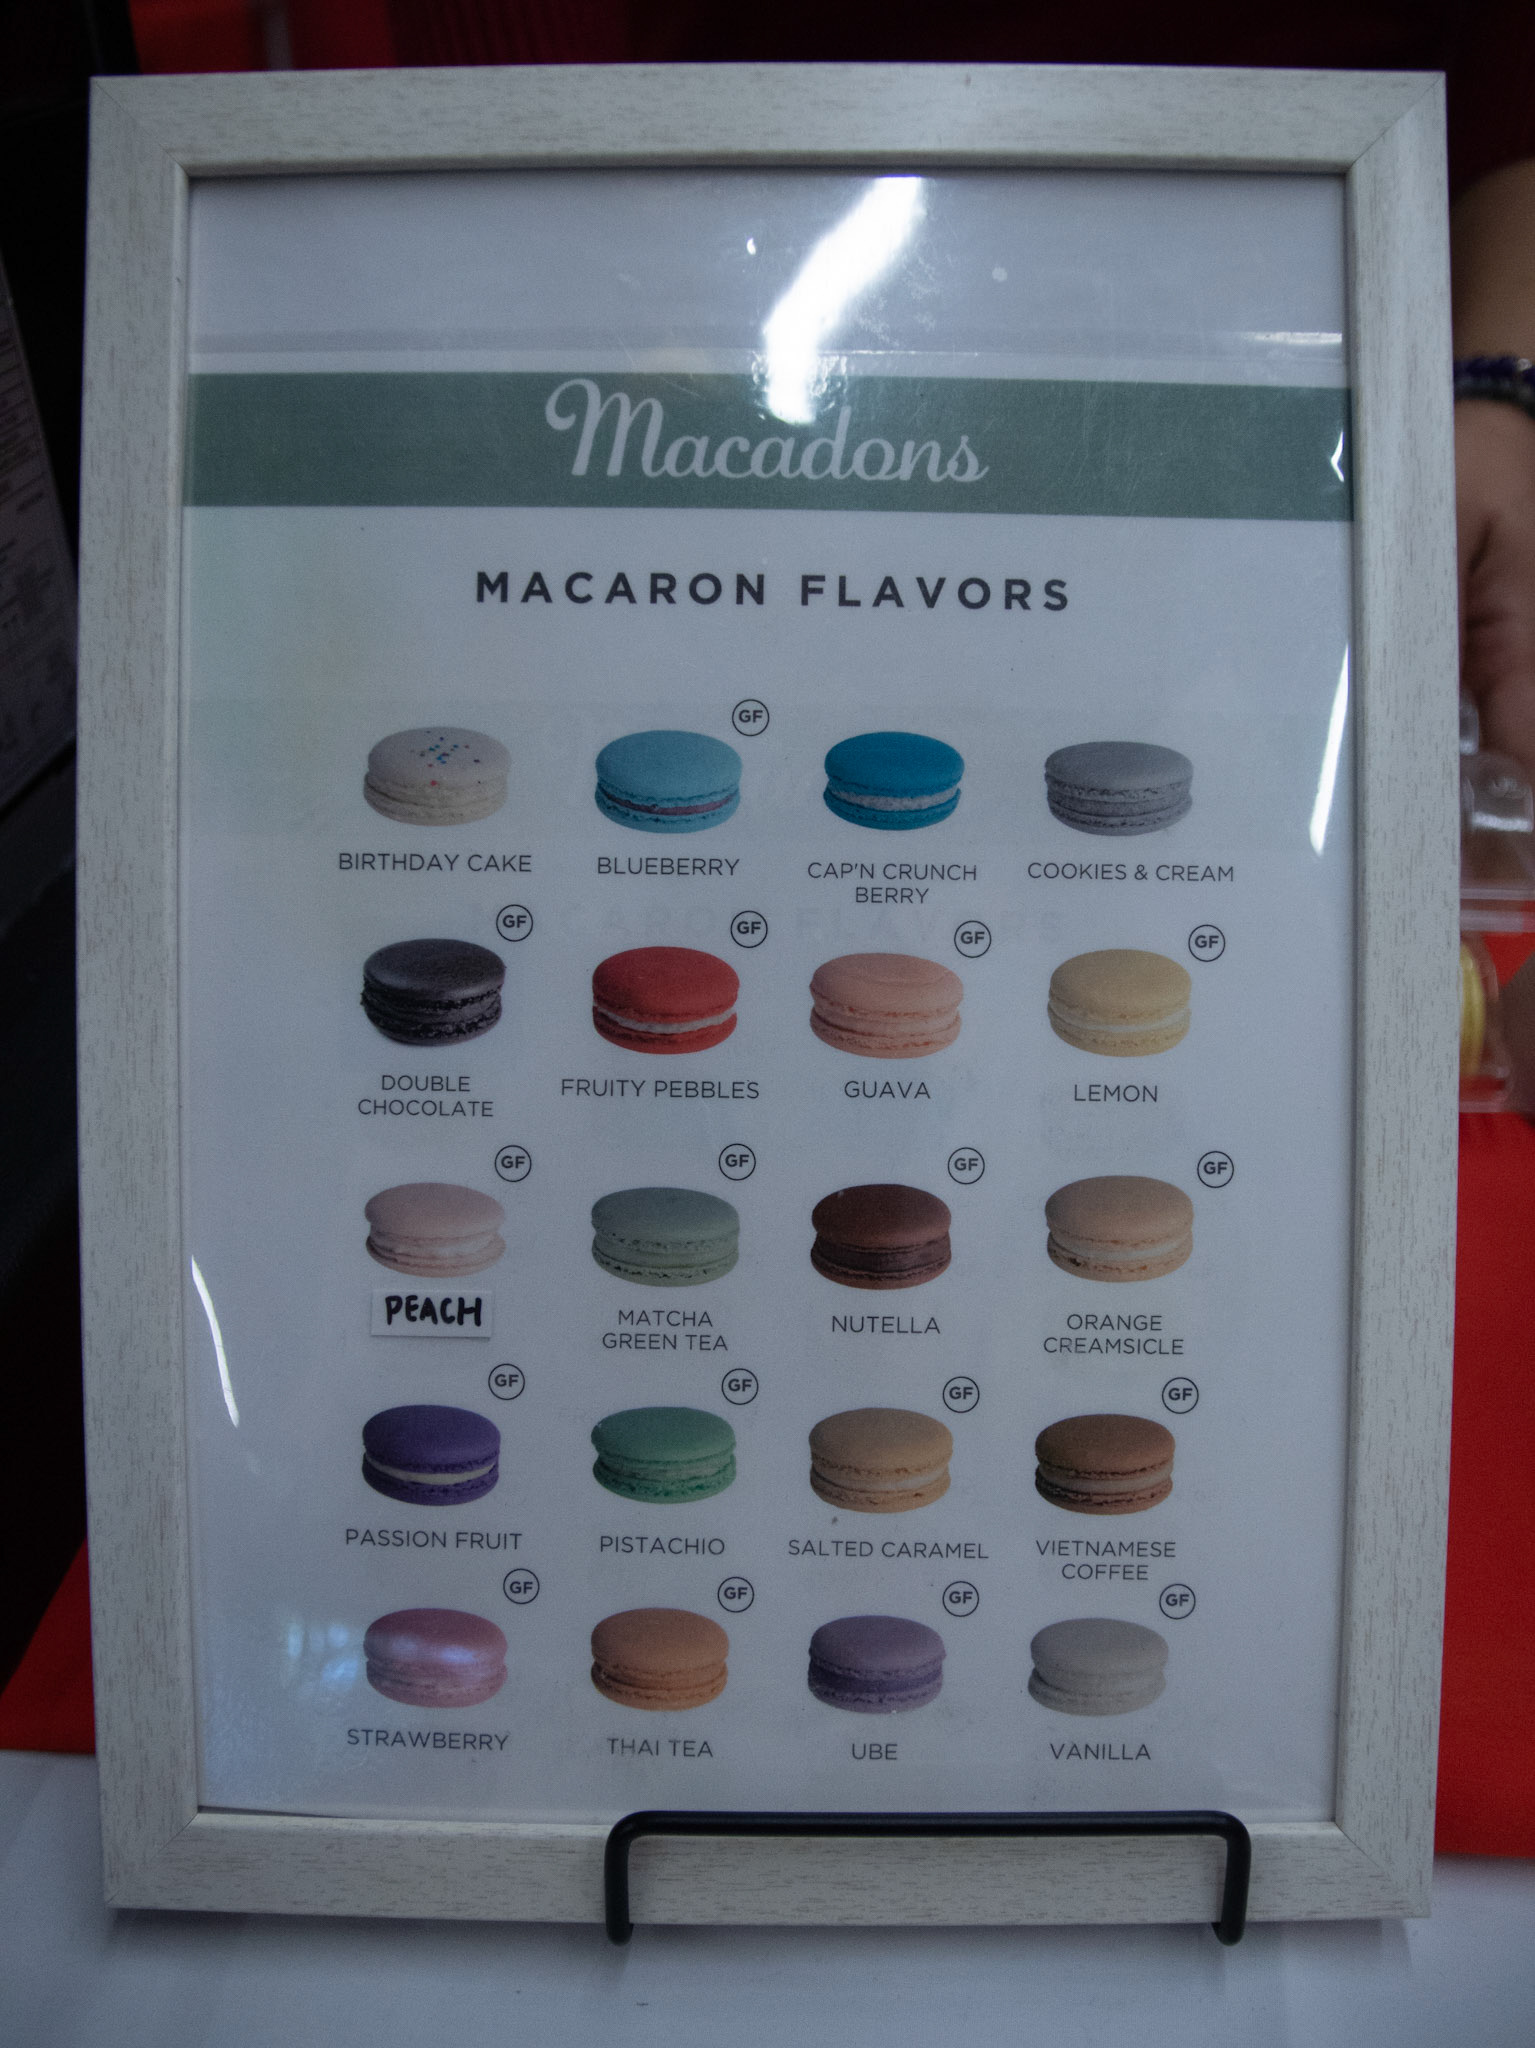 Macadons
MACARON FLAVORS
GF
BIRTHDAY CAKE
BLUEBERRY
CAP'N CRUNCH
BERRY
COOKIES & CREAM
GF
GF
GF
GF
DOUBLE
CHOCOLATE
FRUITY PEBBLES
GUAVA
LEMON
GF
GF
GF
GF
PEACH
MATCHA
GREEN TEA
NUTELLA
ORANGE
CREAMSICLE
GF
GF
GF
GF
PASSION FRUIT
PISTACHIO
SALTED CARAMEL
VIETNAMESE
COFFEE
GF
GF
GF
GF
STRAWBERRY
THAI TEA
UBE
VANILLA